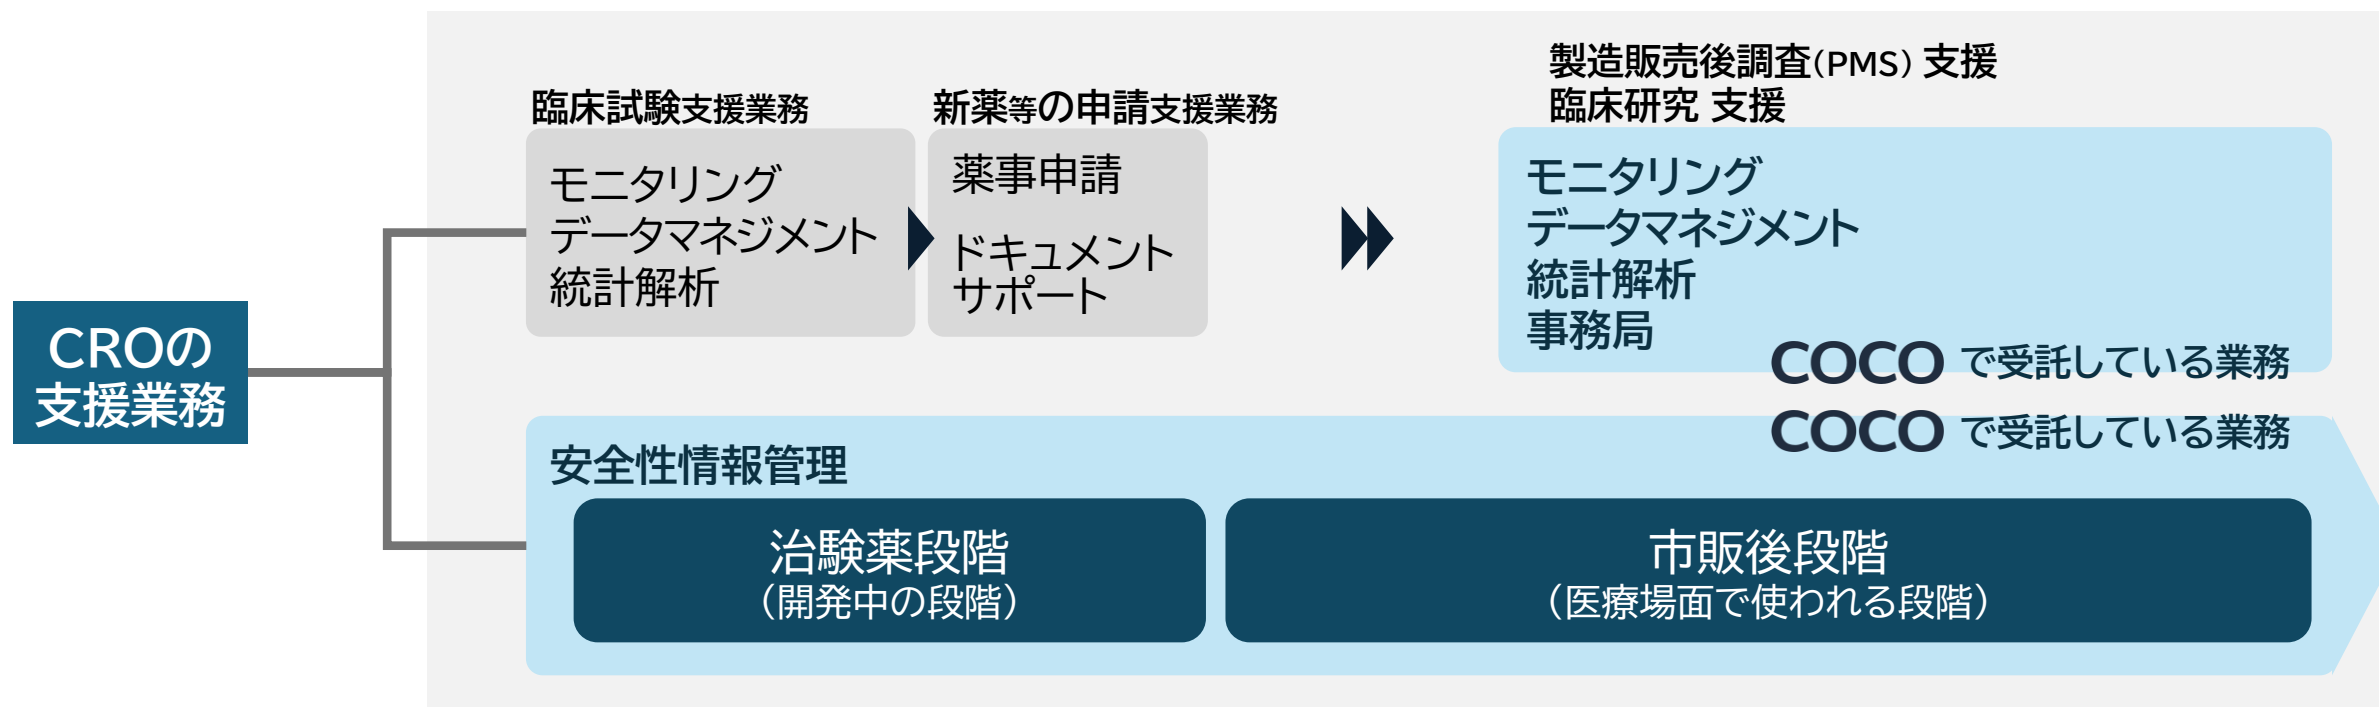 CROの
支援業務
臨床試験支援業務
モニタリング
データマネジメント
統計解析
新薬等の申請支援業務
薬事申請
ドキュメント
サポート
製造販売後調査(PMS) 支援
臨床研究 支援
モニタリング
データマネジメント
統計解析
事務局
COCO で受託している業務
COCO で受託している業務
安全性情報管理
治験薬段階
（開発中の段階）
市販後段階
（医療場面で使われる段階）